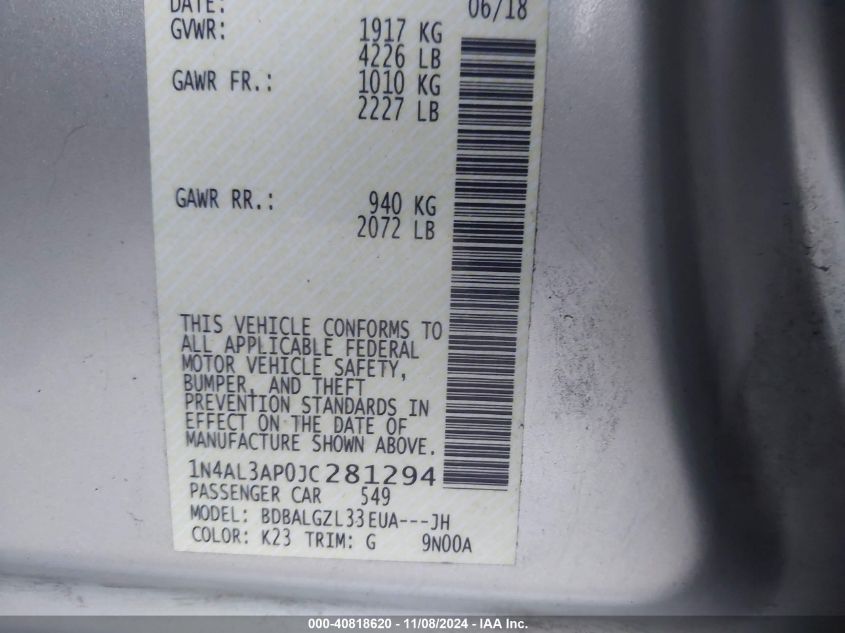 DATE: 06/18
GVWR: 1917 KG
4226 LB
GAWR FR.: 1010 KG
2227 LB
GAWR RR.: 940 KG
2072 LB
THIS VEHICLE CONFORMS TO
ALL APPLICABLE FEDERAL
MOTOR VEHICLE SAFETY,
BUMPER, AND THEFT
PREVENTION STANDARDS IN
EFFECT ON THE DATE OF
MANUFACTURE SHOWN ABOVE.
1N4AL3AP0JC281294
PASSENGER CAR 549
MODEL: BDBALGZL33EUA---JH
COLOR: K23 TRIM: G 9N00A
000-40818620 - 11/08/2024 - IAA Inc.